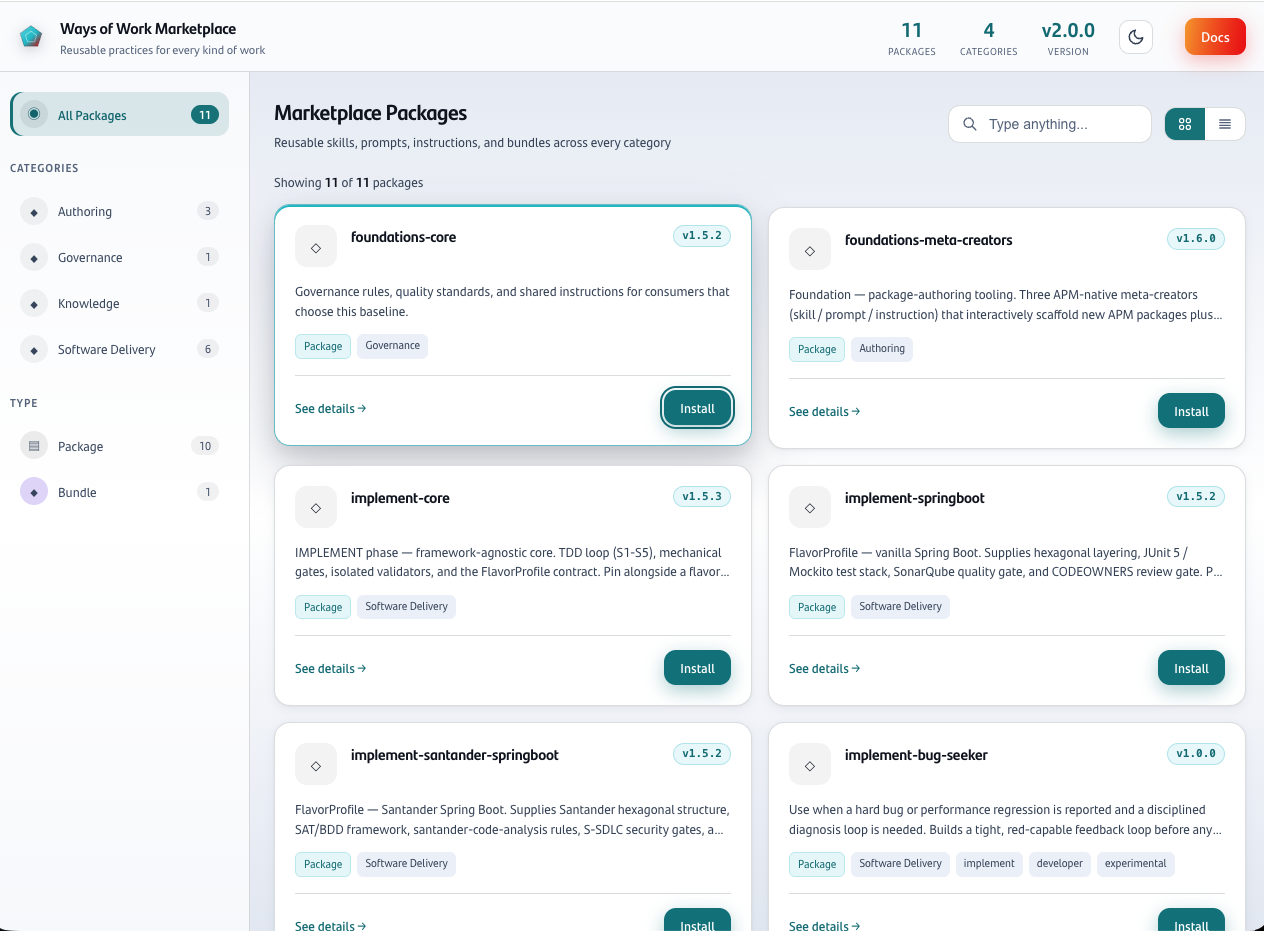 Ways of Work Marketplace
Reusable practices for every kind of work
11
PACKAGES
4
CATEGORIES
v2.0.0
VERSION
Docs
All Packages 11
CATEGORIES
Authoring 3
Governance 1
Knowledge 1
Software Delivery 6
TYPE
Package 10
Bundle 1
Marketplace Packages
Reusable skills, prompts, instructions, and bundles across every category
Type anything...
Showing 11 of 11 packages
foundations-core v1.5.2
Governance rules, quality standards, and shared instructions for consumers that
choose this baseline.
Package Governance
See details → Install
foundations-meta-creators v1.6.0
Foundation — package-authoring tooling. Three APM-native meta-creators
(skill / prompt / instruction) that interactively scaffold new APM packages plus...
Package Authoring
See details → Install
implement-core v1.5.3
IMPLEMENT phase — framework-agnostic core. TDD loop (S1-S5), mechanical
gates, isolated validators, and the FlavorProfile contract. Pin alongside a flavor...
Package Software Delivery
See details → Install
implement-springboot v1.5.2
FlavorProfile — vanilla Spring Boot. Supplies hexagonal layering, JUnit 5 /
Mockito test stack, SonarQube quality gate, and CODEOWNERS review gate. P...
Package Software Delivery
See details → Install
implement-santander-springboot v1.5.2
FlavorProfile — Santander Spring Boot. Supplies Santander hexagonal structure,
SAT/BDD framework, santander-code-analysis rules, S-SDLC security gates, a...
Package Software Delivery
See details → Install
implement-bug-seeker v1.0.0
Use when a hard bug or performance regression is reported and a disciplined
diagnosis loop is needed. Builds a tight, red-capable feedback loop before any...
Package Software Delivery implement developer experimental
See details → Install